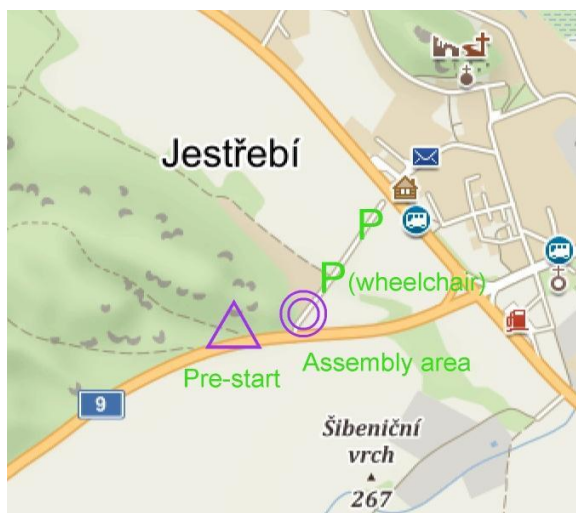 Jestřebí
P
P (wheelchair)
Pre-start
Assembly area
9
Šibeniční
vrch
267